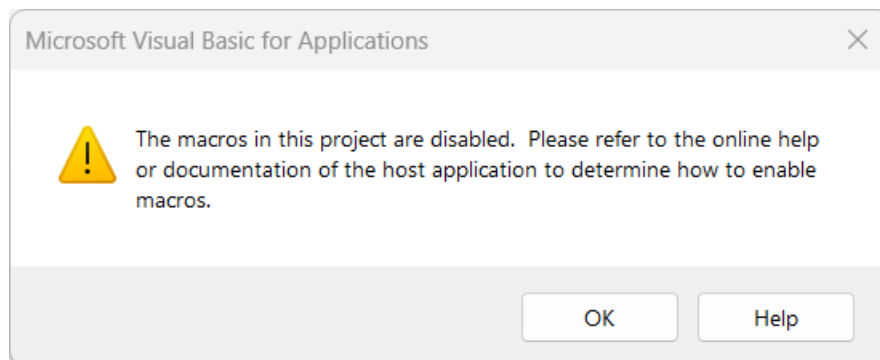 Microsoft Visual Basic for Applications
The macros in this project are disabled.  Please refer to the online help
or documentation of the host application to determine how to enable
macros.
OK
Help